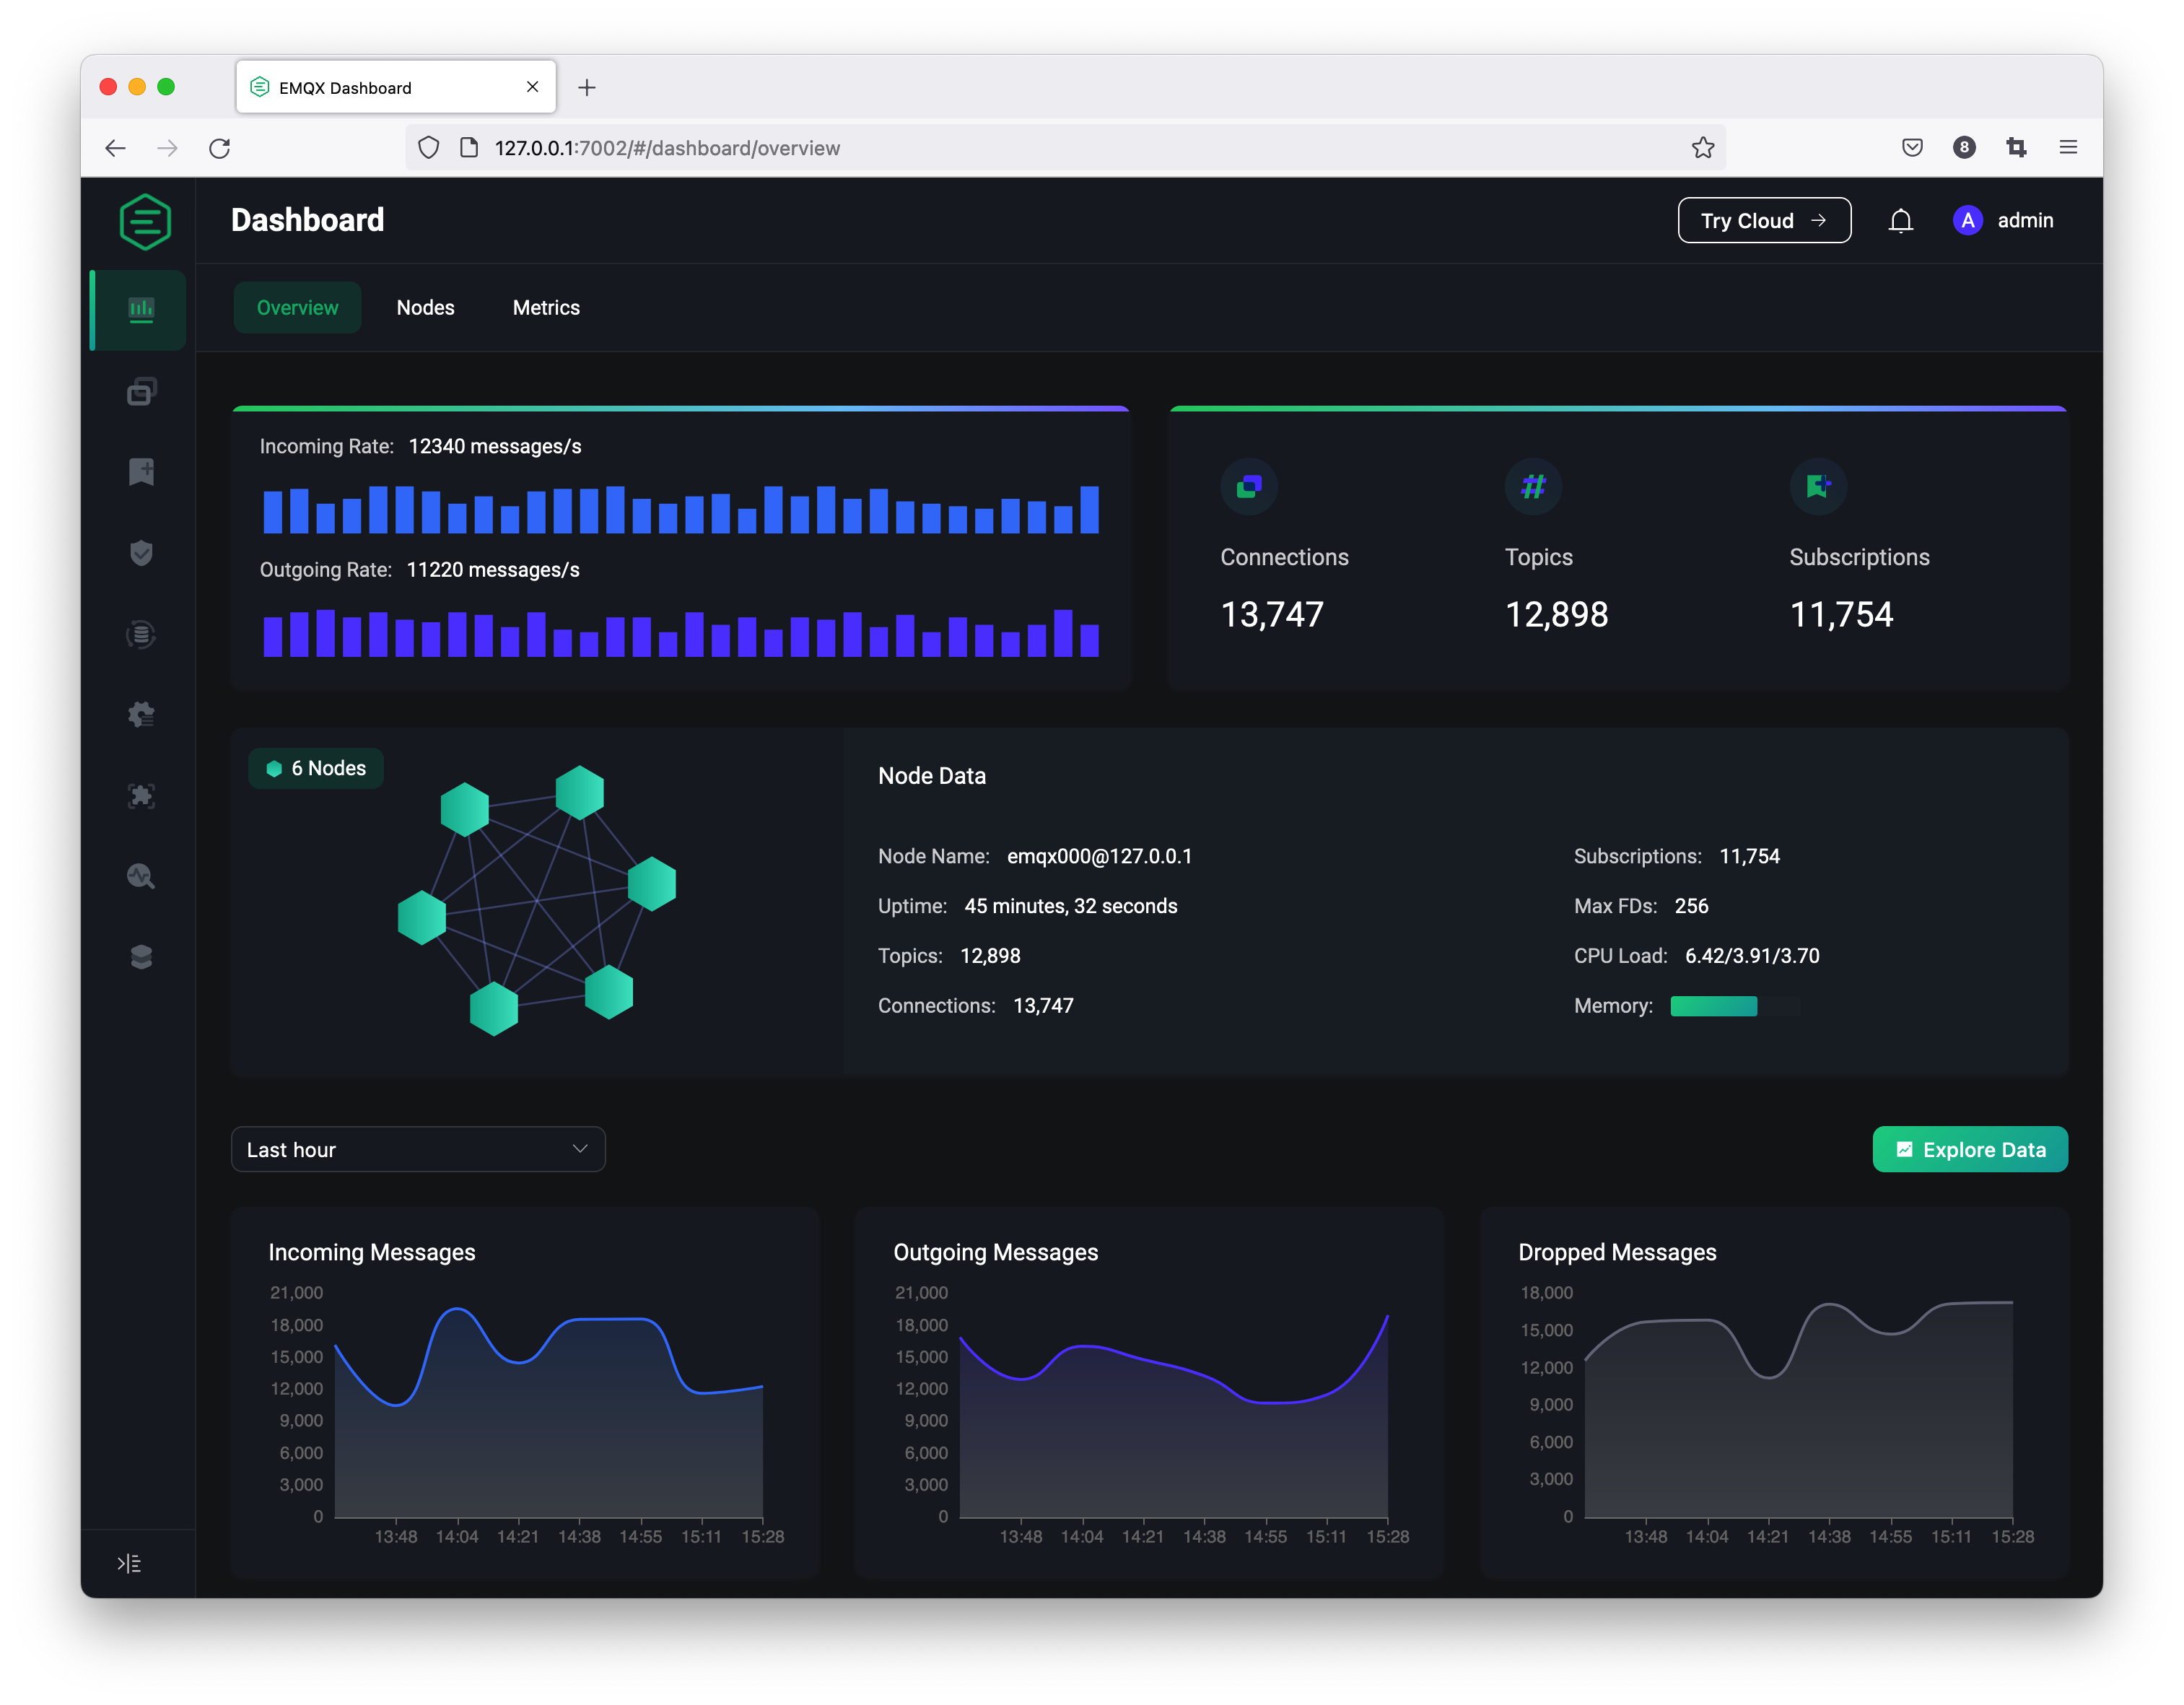 EMQX Dashboard
127.0.0.1:7002/#/dashboard/overview
8
Dashboard
Try Cloud →
A admin
Overview Nodes Metrics
Incoming Rate: 12340 messages/s
Outgoing Rate: 11220 messages/s
Connections Topics Subscriptions
13,747 12,898 11,754
6 Nodes
Node Data
Node Name: emqx000@127.0.0.1
Subscriptions: 11,754
Uptime: 45 minutes, 32 seconds
Max FDs: 256
Topics: 12,898
CPU Load: 6.42/3.91/3.70
Connections: 13,747
Memory:
Last hour
Explore Data
Incoming Messages
21,000
18,000
15,000
12,000
9,000
6,000
3,000
0
13:48 14:04 14:21 14:38 14:55 15:11 15:28
Outgoing Messages
21,000
18,000
15,000
12,000
9,000
6,000
3,000
0
13:48 14:04 14:21 14:38 14:55 15:11 15:28
Dropped Messages
18,000
15,000
12,000
9,000
6,000
3,000
0
13:48 14:04 14:21 14:38 14:55 15:11 15:28